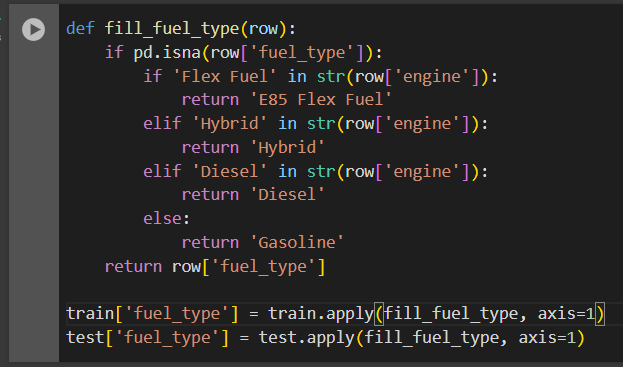 def fill_fuel_type(row):
    if pd.isna(row['fuel_type']):
        if 'Flex Fuel' in str(row['engine']):
            return 'E85 Flex Fuel'
        elif 'Hybrid' in str(row['engine']):
            return 'Hybrid'
        elif 'Diesel' in str(row['engine']):
            return 'Diesel'
        else:
            return 'Gasoline'
    return row['fuel_type']

train['fuel_type'] = train.apply(fill_fuel_type, axis=1)
test['fuel_type'] = test.apply(fill_fuel_type, axis=1)